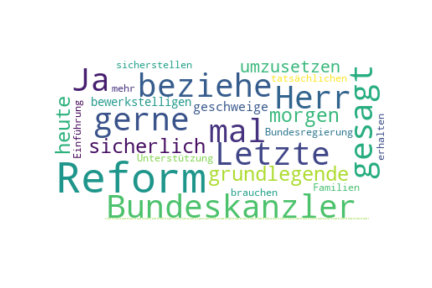 sicherstellen
umzusetzen
Ja
mehr
beziehe
tatsächlichen
Herr
gesagt
bewerkstelligen
geschweige
heute
Einführung
gerne
mal
morgen
Bundesregierung
erhalten
sicherlich
Letzte
Unterstützung
Reform
grundlegende
brauchen
Familien
Bundeskanzler